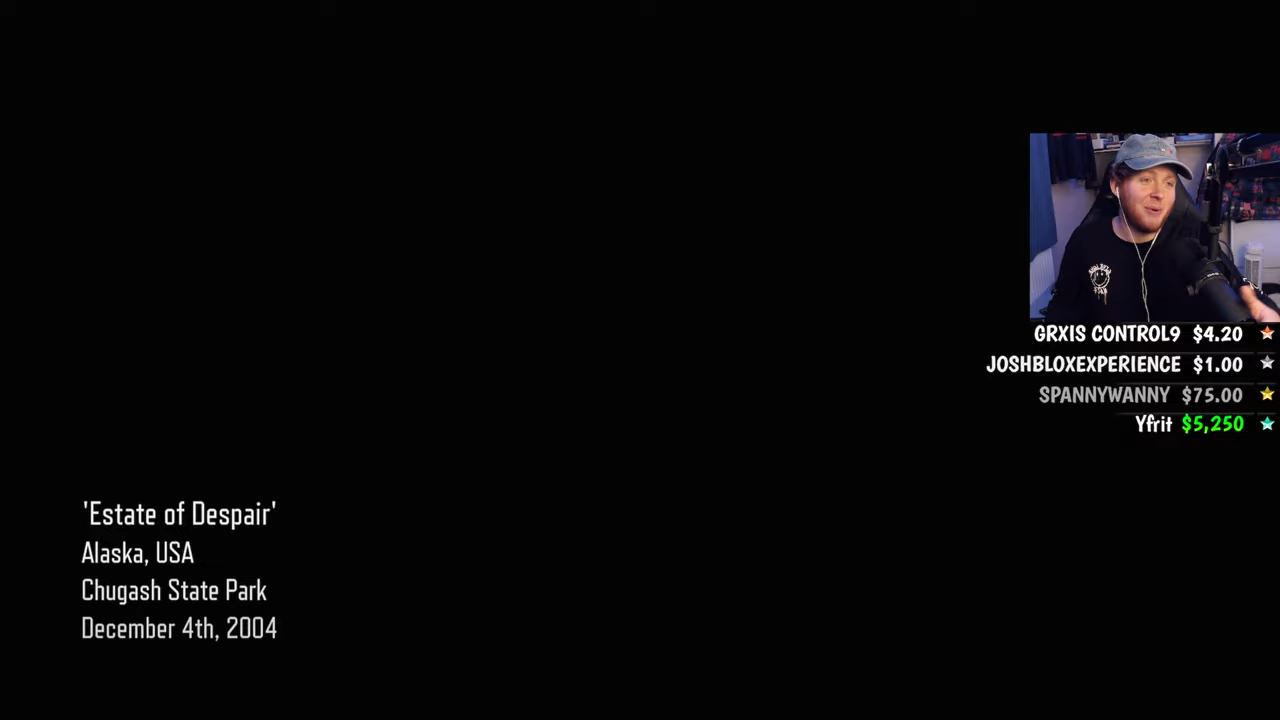 GRXIS CONTROL9 $4.20
JOSHBLOXEXPERIENCE $1.00
SPANNYWANNY $75.00
Yfrit $5,250
'Estate of Despair'
Alaska, USA
Chugash State Park
December 4th, 2004